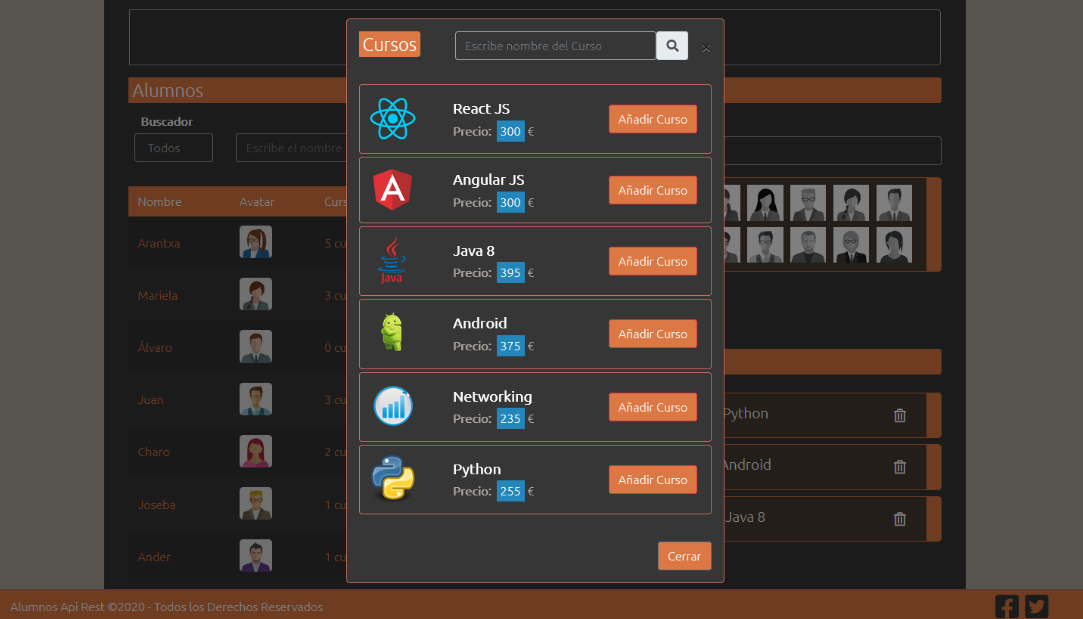 Cursos
Escribe nombre del Curso
×
React JS
Precio: 300 €
Añadir Curso
Angular JS
Precio: 300 €
Añadir Curso
Java 8
Precio: 395 €
Añadir Curso
Java
Android
Precio: 375 €
Añadir Curso
Networking
Precio: 235 €
Añadir Curso
Python
Precio: 255 €
Añadir Curso
Cerrar
Alumnos
Buscador
Todos
Escribe el nombre
Nombre Avatar Curs
Arantxa 5 cu
Mariela 3 cu
Álvaro 0 cu
Juan 3 cu
Charo 2 cu
Joseba 1 cu
Ander 1 cu
Python
Android
Java 8
Alumnos Api Rest ©2020 - Todos los Derechos Reservados